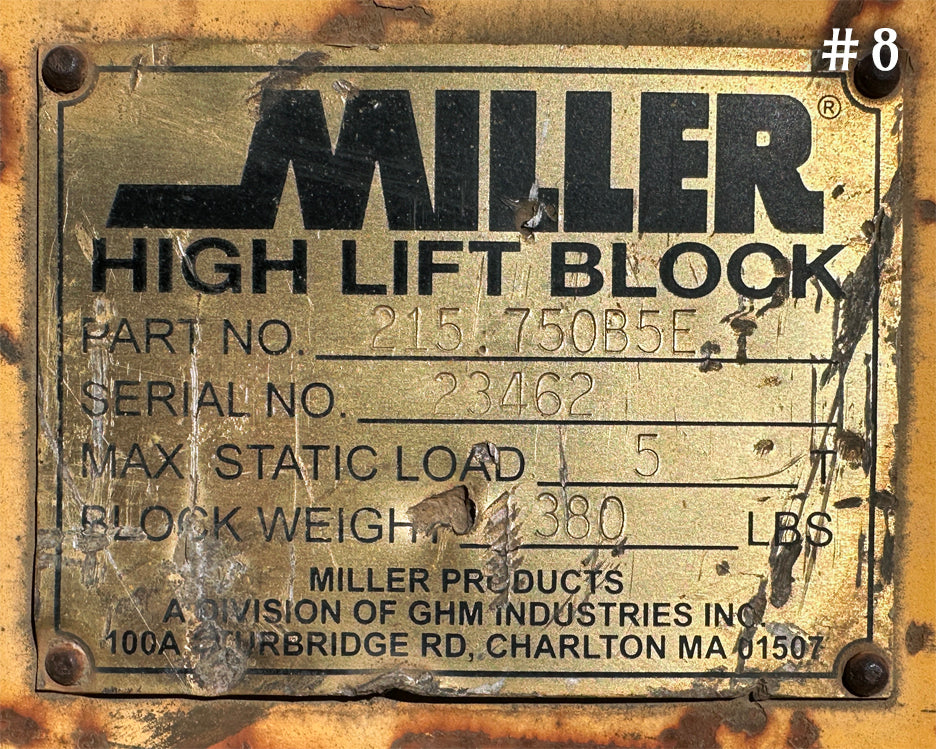 #8
MILLER ®
HIGH LIFT BLOCK
PART NO. 215.750B5E
SERIAL NO. 23462
MAX STATIC LOAD 5 T
BLOCK WEIGHT 380 LBS
MILLER PRODUCTS
A DIVISION OF GHM INDUSTRIES INC.
100A STURBRIDGE RD, CHARLTON MA 01507